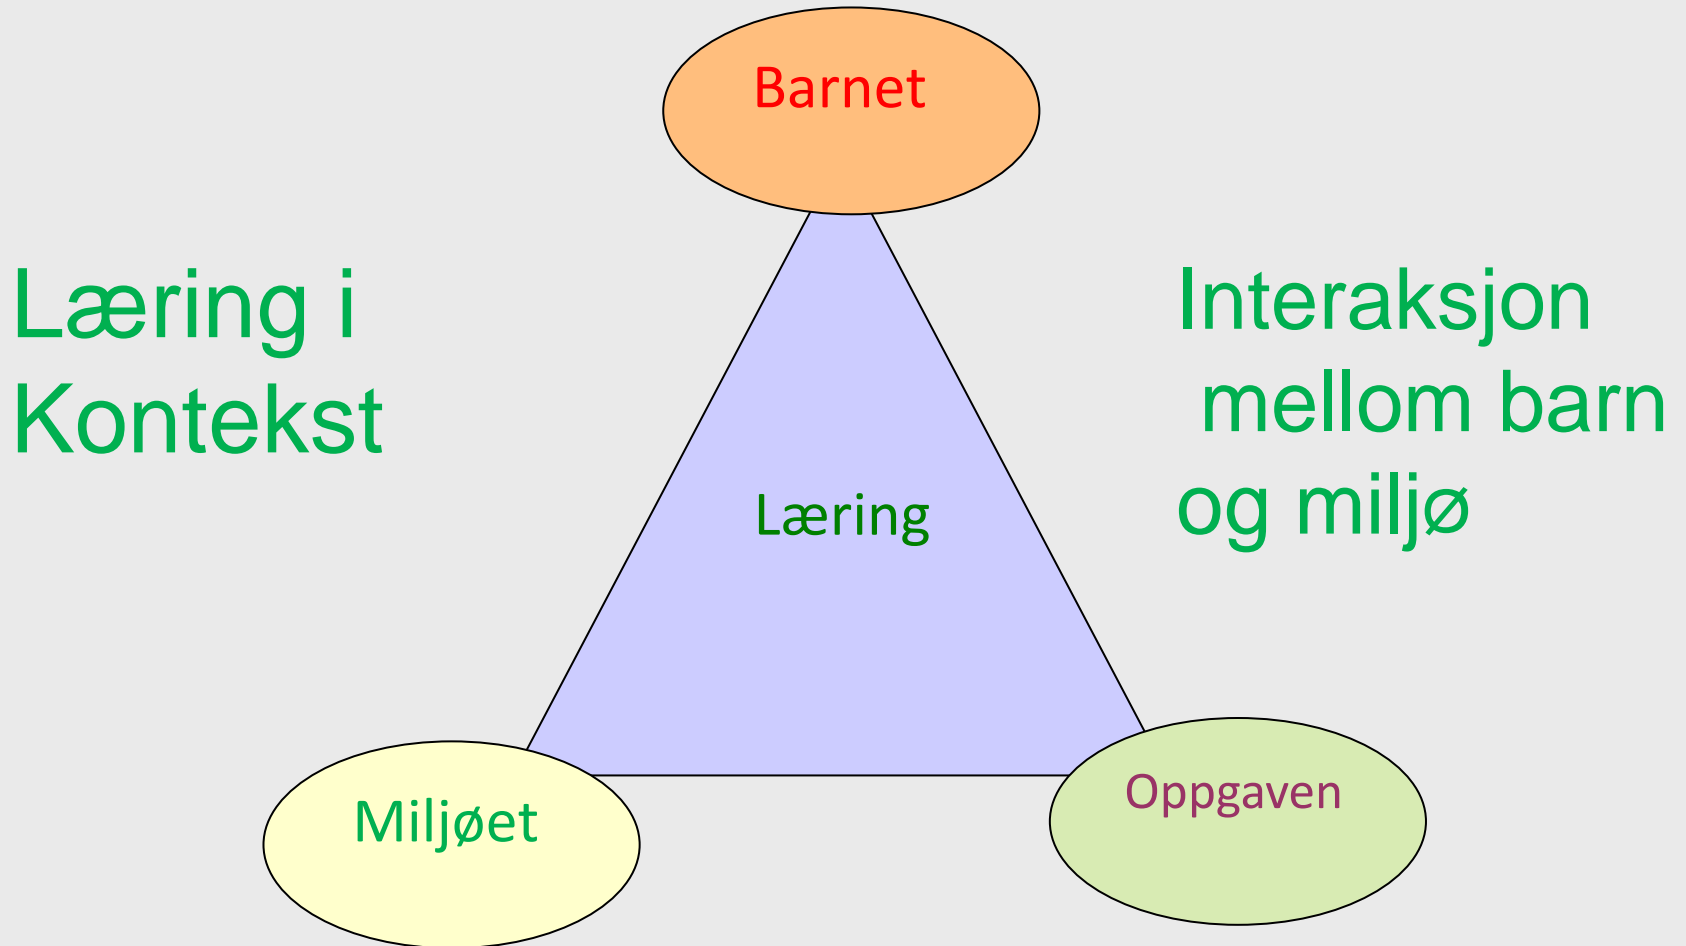 Barnet
Læring i
Kontekst
Interaksjon
mellom barn
og miljø
Læring
Miljøet
Oppgaven